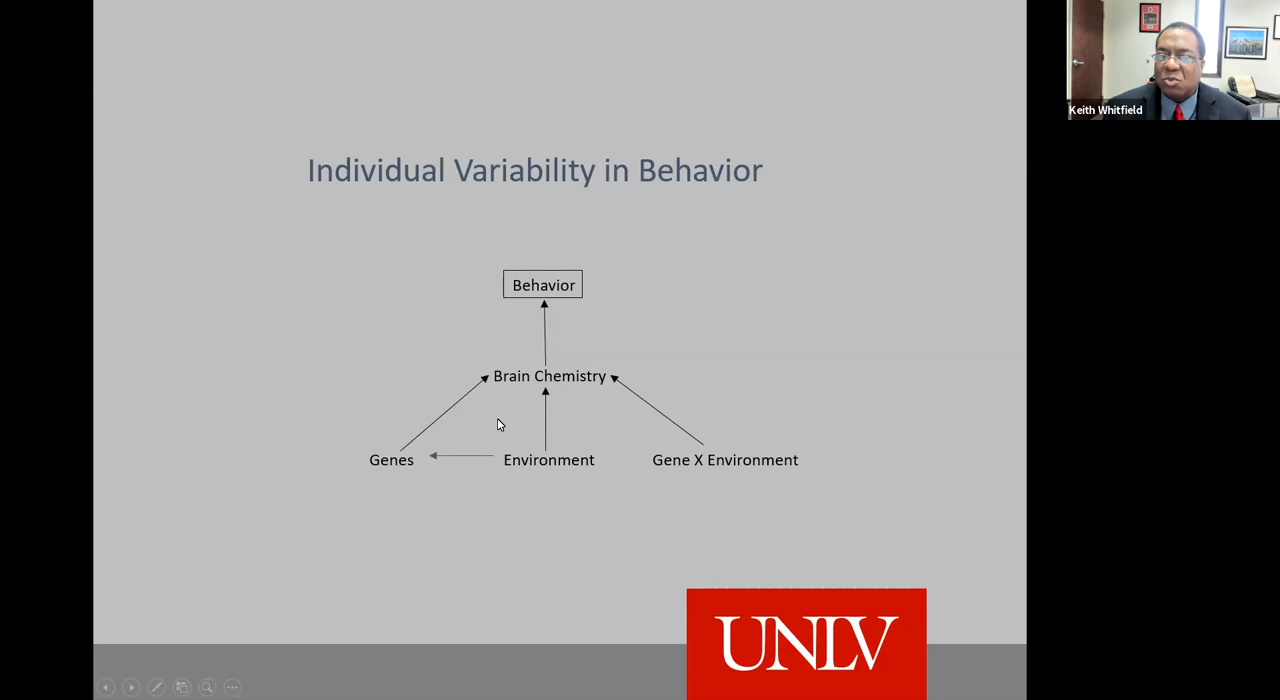 Keith Whitfield
Individual Variability in Behavior
Behavior
Brain Chemistry
Genes
Environment
Gene X Environment
UNLV